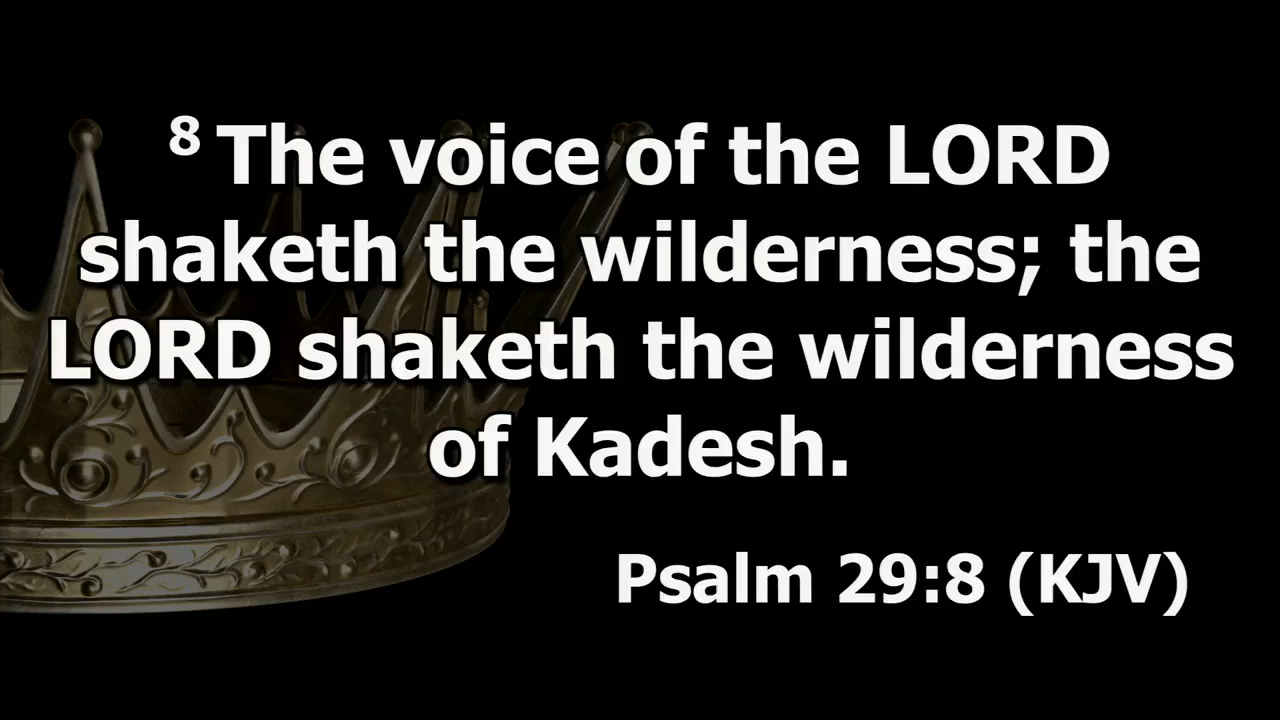 8 The voice of the LORD
shaketh the wilderness; the
LORD shaketh the wilderness
of Kadesh.
Psalm 29:8 (KJV)